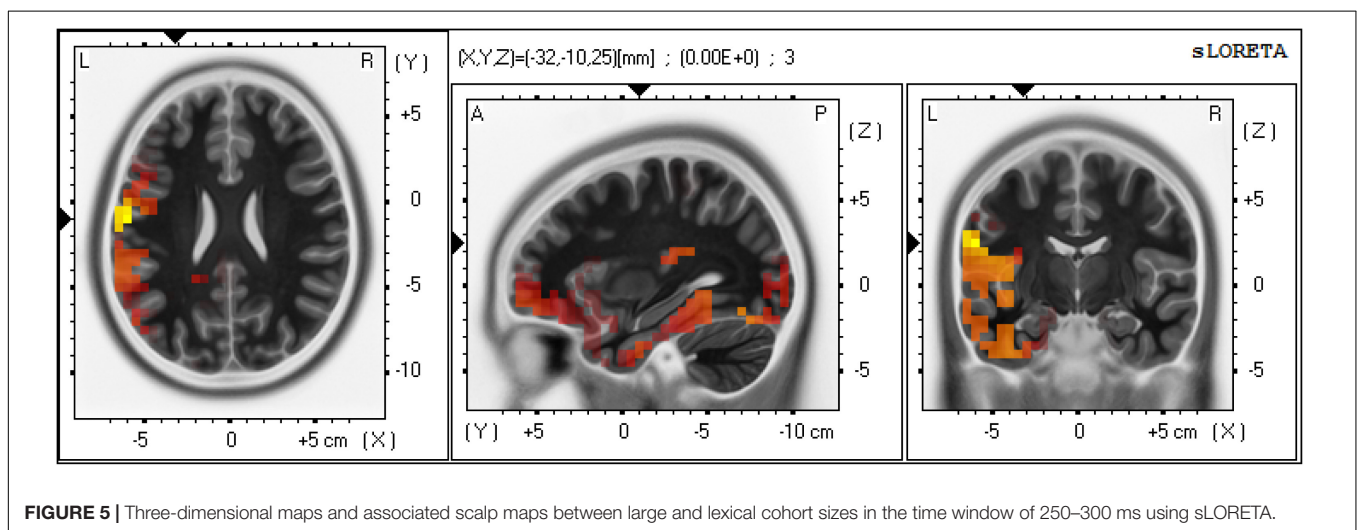 (X,Y,Z)=(-32,-10,25)[mm] ; (0.00E+0) ; 3
sLORETA
L R (Y)
+5
0
-5
-10
-5 0 +5 cm (X)
A P (Z)
+5
0
-5
(Y) +5 0 -5 -10 cm
L R (Z)
+5
0
-5
-5 0 +5 cm (X)
FIGURE 5 | Three-dimensional maps and associated scalp maps between large and lexical cohort sizes in the time window of 250–300 ms using sLORETA.